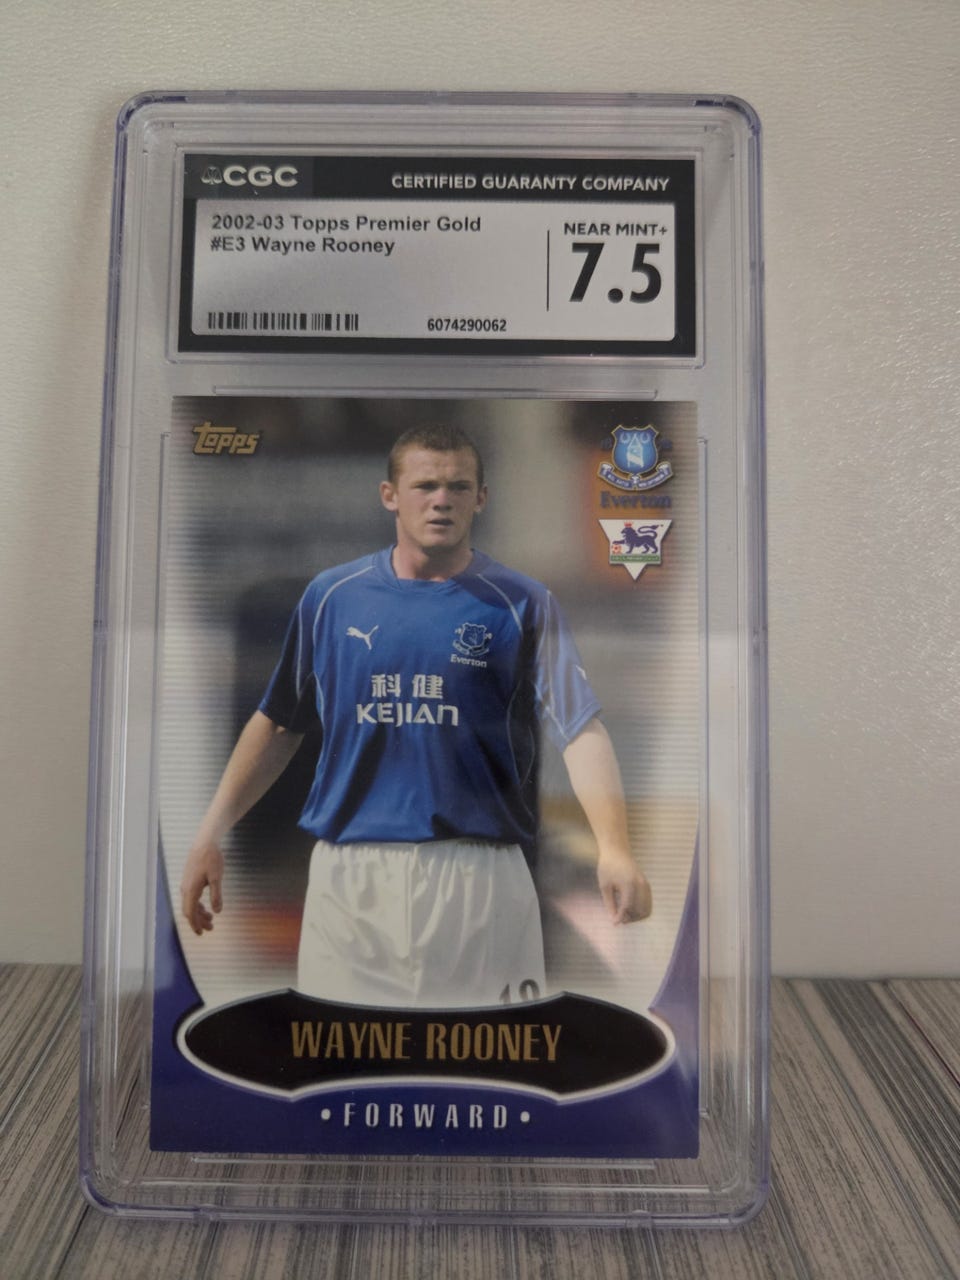 CGC
CERTIFIED GUARANTY COMPANY
2002-03 Topps Premier Gold
#E3 Wayne Rooney
NEAR MINT+
7.5
6074290062
Topps
Everton
Everton
科健
KEJIAN
WAYNE ROONEY
• FORWARD •